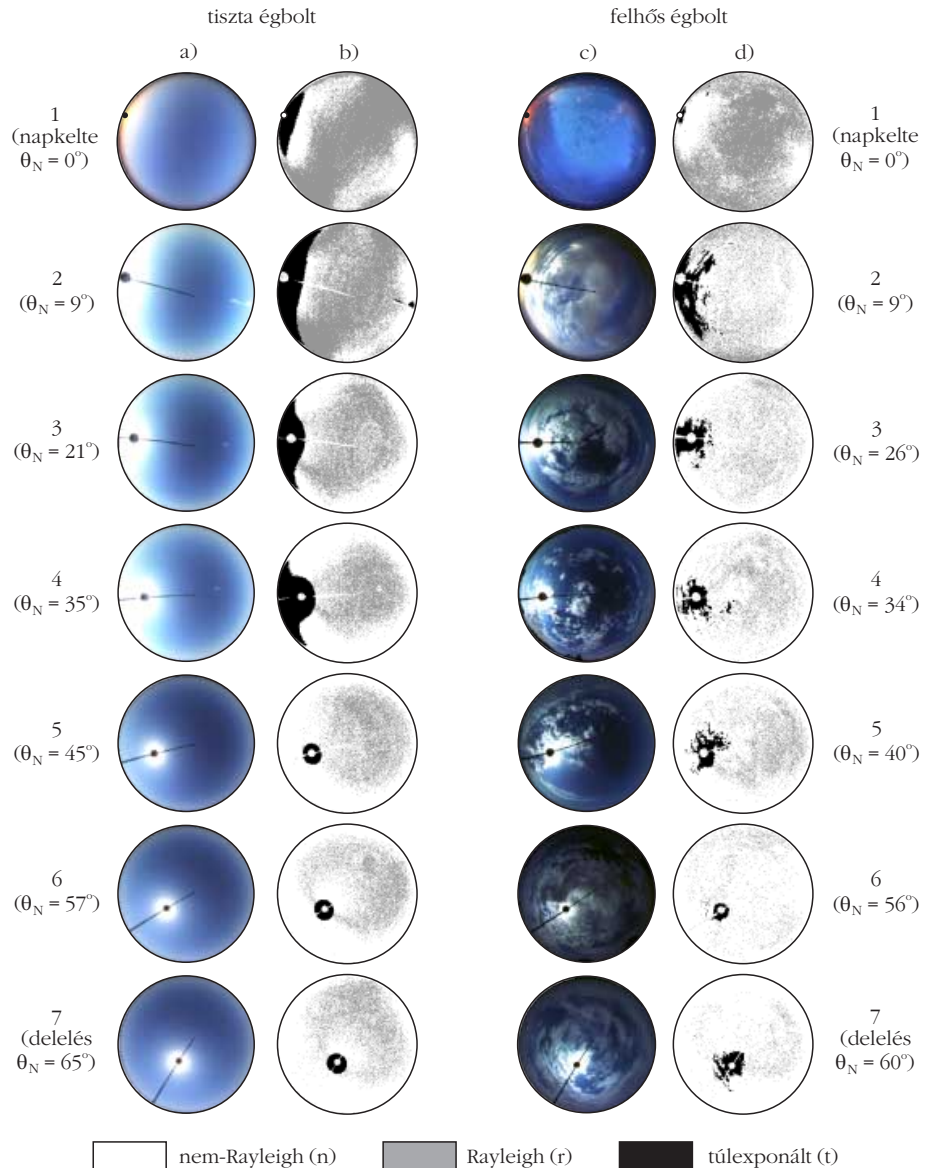 tiszta égbolt
felhős égbolt
a)
b)
c)
d)
1
(napkelte
θN = 0°)
1
(napkelte
θN = 0°)
2
(θN = 9°)
2
(θN = 9°)
3
(θN = 21°)
3
(θN = 26°)
4
(θN = 35°)
4
(θN = 34°)
5
(θN = 45°)
5
(θN = 40°)
6
(θN = 57°)
6
(θN = 56°)
7
(delelés
θN = 65°)
7
(delelés
θN = 60°)
nem-Rayleigh (n)
Rayleigh (r)
túlexponált (t)